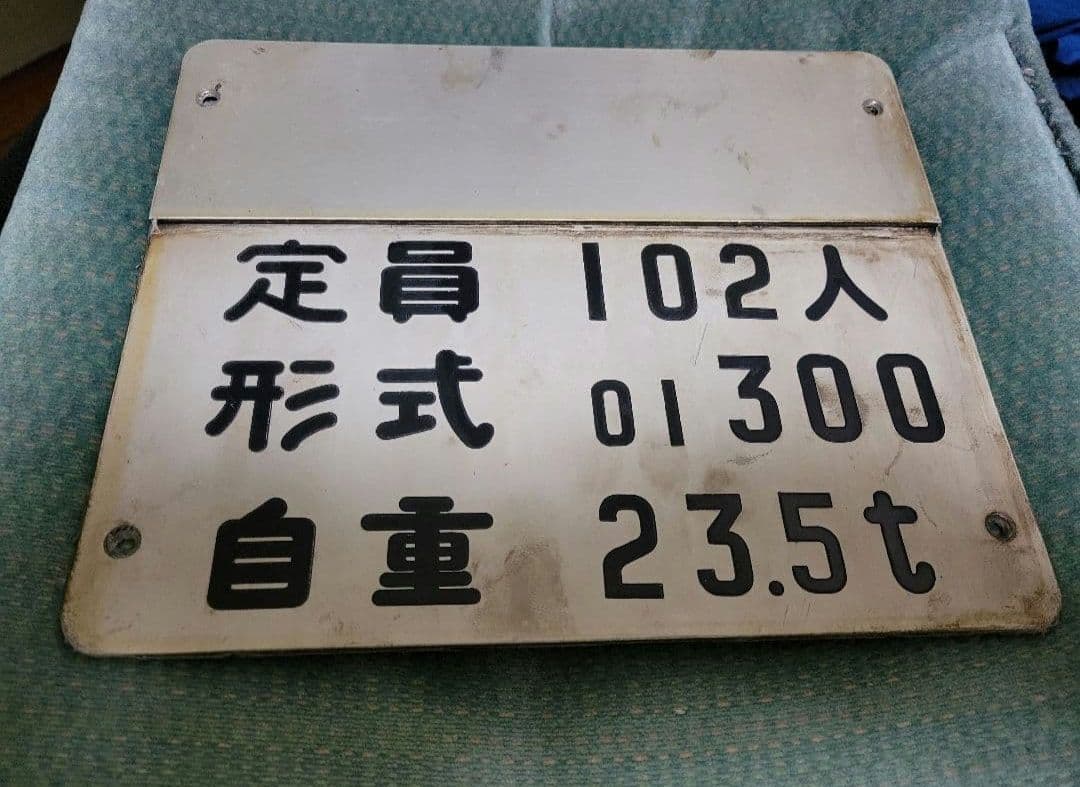 定員 102人
形式 01300
自重 23.5t